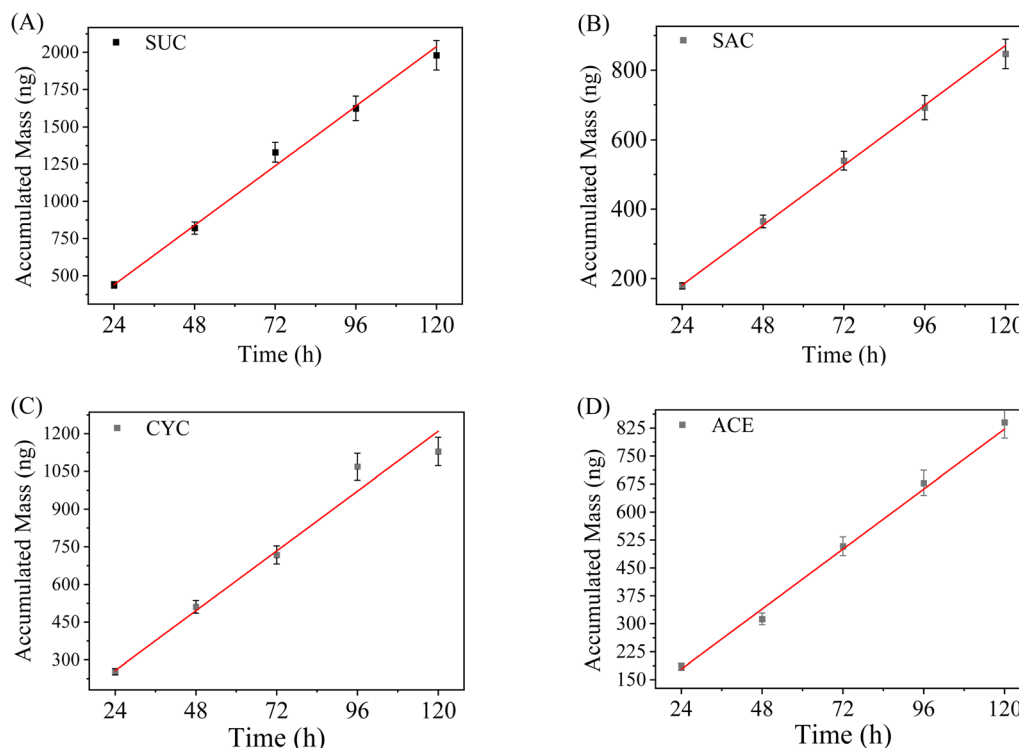 (A)
SUC
2000
1750
1500
1250
1000
750
500
24 48 72 96 120
Time (h)
Accumulated Mass (ng)
(B)
SAC
800
600
400
200
24 48 72 96 120
Time (h)
Accumulated Mass (ng)
(C)
CYC
1200
1050
900
750
600
450
300
24 48 72 96 120
Time (h)
Accumulated Mass (ng)
(D)
ACE
825
750
675
600
525
450
375
300
225
150
24 48 72 96 120
Time (h)
Accumulated Mass (ng)